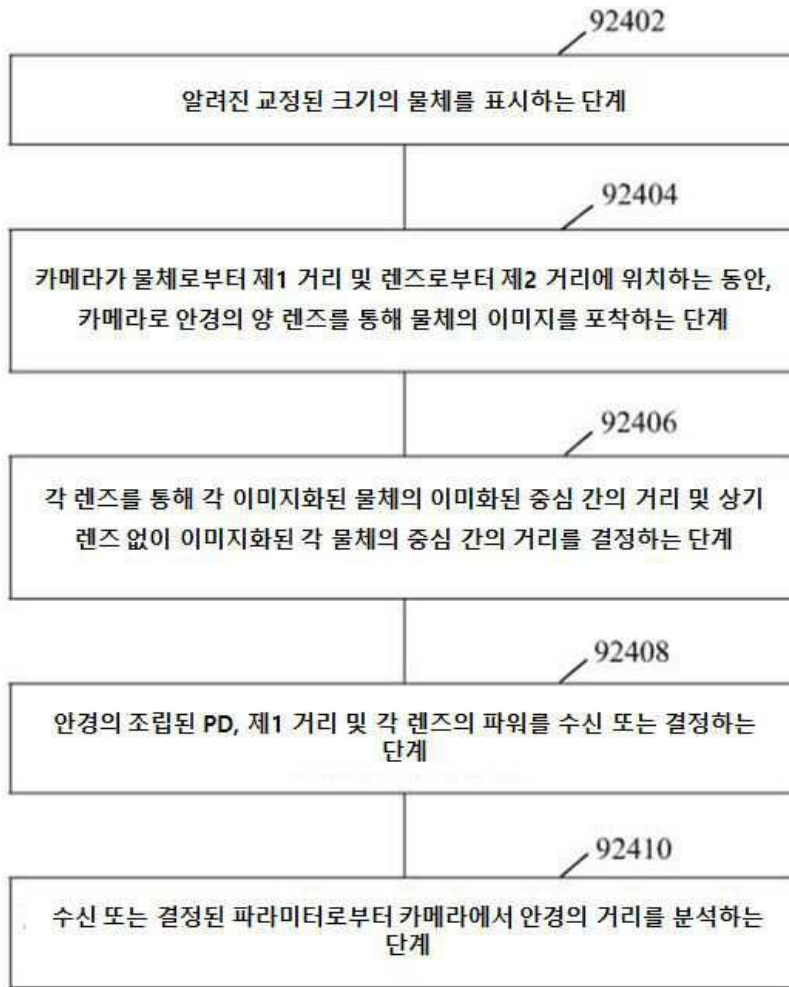 92402
알려진 교정된 크기의 물체를 표시하는 단계
92404
카메라가 물체로부터 제1 거리 및 렌즈로부터 제2 거리에 위치하는 동안,
카메라로 안경의 양 렌즈를 통해 물체의 이미지를 포착하는 단계
92406
각 렌즈를 통해 각 이미지화된 물체의 이미화된 중심 간의 거리 및 상기
렌즈 없이 이미지화된 각 물체의 중심 간의 거리를 결정하는 단계
92408
안경의 조립된 PD, 제1 거리 및 각 렌즈의 파워를 수신 또는 결정하는
단계
92410
수신 또는 결정된 파라미터로부터 카메라에서 안경의 거리를 분석하는
단계